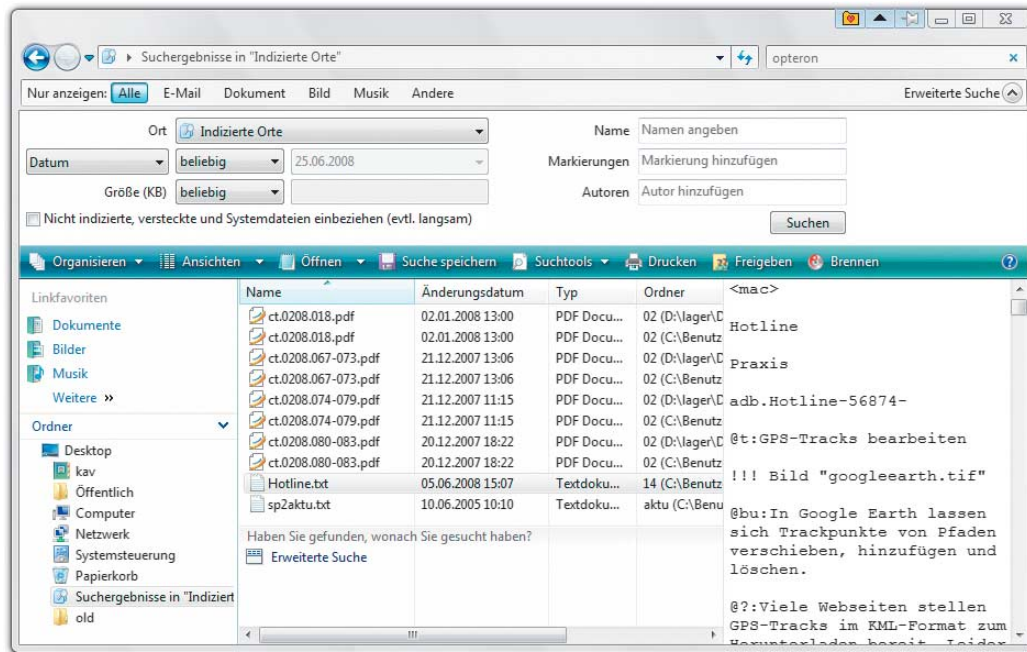 Suchergebnisse in "Indizierte Orte"
opteron
Nur anzeigen: Alle E-Mail Dokument Bild Musik Andere Erweiterte Suche
Ort Indizierte Orte Name Namen angeben
Datum beliebig 25.06.2008 Markierungen Markierung hinzufügen
Größe (KB) beliebig Autoren Autor hinzufügen
Nicht indizierte, versteckte und Systemdateien einbeziehen (evtl. langsam) Suchen
Organisieren Ansichten Öffnen Suche speichern Suchtools Drucken Freigeben Brennen
Linkfavoriten
Dokumente
Bilder
Musik
Weitere »
Ordner
Desktop
kav
Öffentlich
Computer
Netzwerk
Systemsteuerung
Papierkorb
Suchergebnisse in "Indiziert
old
Name Änderungsdatum Typ Ordner
ct.0208.018.pdf 02.01.2008 13:00 PDF Docu... 02 (D:\lager\D
ct.0208.018.pdf 02.01.2008 13:00 PDF Docu... 02 (C:\Benutz
ct.0208.067-073.pdf 21.12.2007 13:06 PDF Docu... 02 (D:\lager\D
ct.0208.067-073.pdf 21.12.2007 13:06 PDF Docu... 02 (C:\Benutz
ct.0208.074-079.pdf 21.12.2007 11:15 PDF Docu... 02 (D:\lager\D
ct.0208.074-079.pdf 21.12.2007 11:15 PDF Docu... 02 (C:\Benutz
ct.0208.080-083.pdf 20.12.2007 18:22 PDF Docu... 02 (D:\lager\D
ct.0208.080-083.pdf 20.12.2007 18:22 PDF Docu... 02 (C:\Benutz
Hotline.txt 05.06.2008 15:07 Textdoku... 14 (C:\Benutz
sp2aktu.txt 10.06.2005 10:10 Textdoku... aktu (C:\Benu
Haben Sie gefunden, wonach Sie gesucht haben?
Erweiterte Suche
<mac>
Hotline
Praxis
adb.Hotline-56874-
@t:GPS-Tracks bearbeiten
!!! Bild "googleearth.tif"
@bu:In Google Earth lassen
sich Trackpunkte von Pfaden
verschieben, hinzufügen und
löschen.
@?:Viele Webseiten stellen
GPS-Tracks im KML-Format zum
Herunterladen bereit. Leider